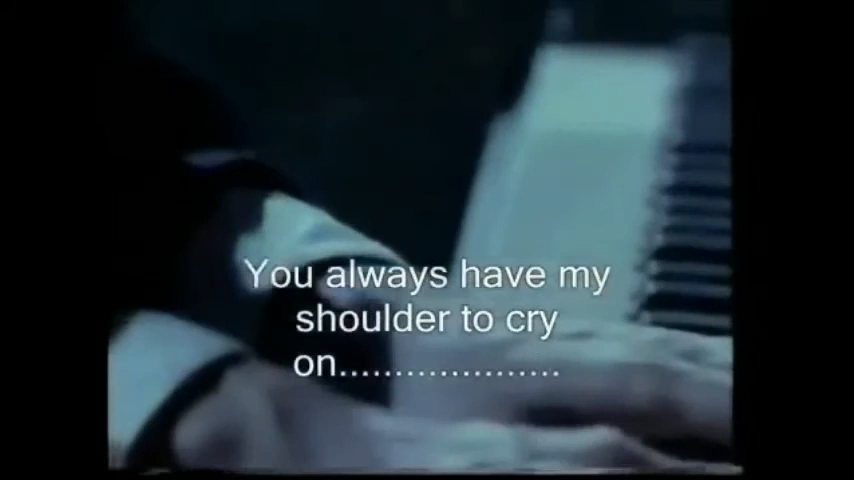 You always have my
shoulder to cry
on....................